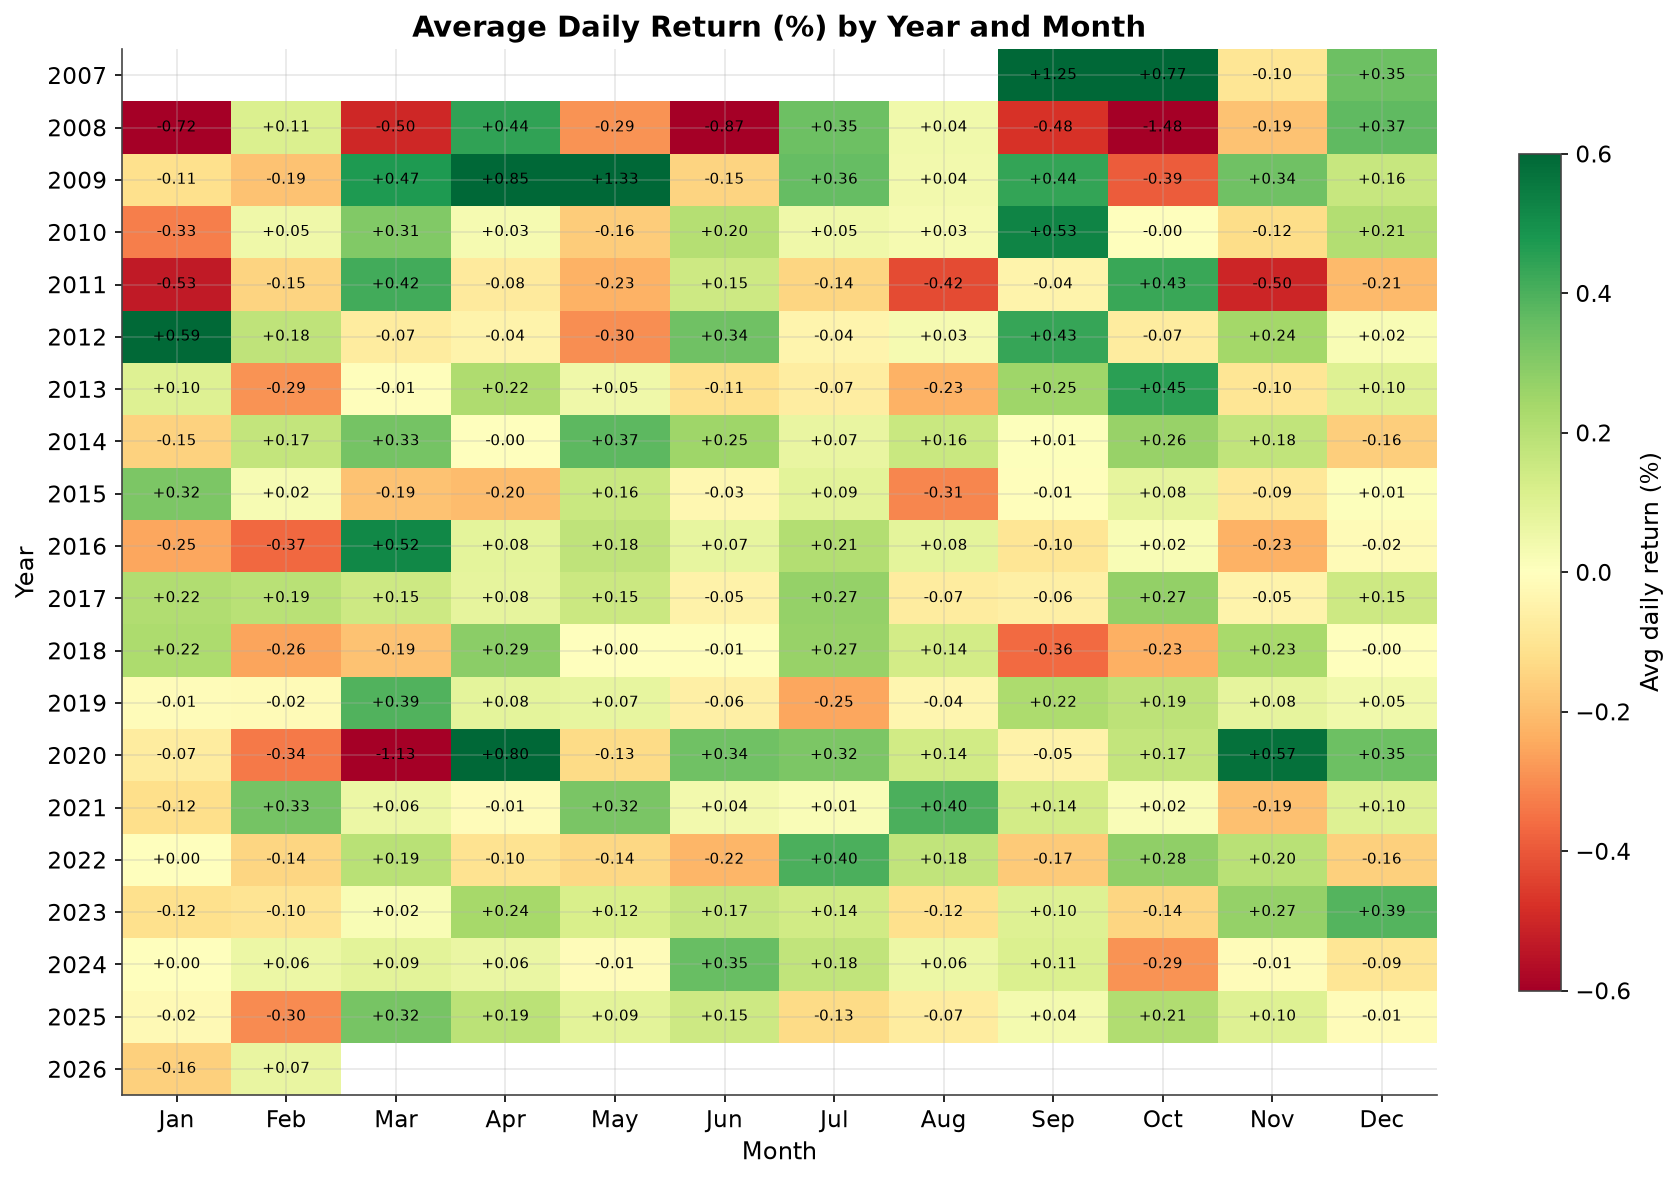 Average Daily Return (%) by Year and Month
2007 +1.25 +0.77 -0.10 +0.35
2008 -0.72 +0.11 -0.50 +0.44 -0.29 -0.87 +0.35 +0.04 -0.48 -1.48 -0.19 +0.37
2009 -0.11 -0.19 +0.47 +0.85 +1.33 -0.15 +0.36 +0.04 +0.44 -0.39 +0.34 +0.16
2010 -0.33 +0.05 +0.31 +0.03 -0.16 +0.20 +0.05 +0.03 +0.53 -0.00 -0.12 +0.21
2011 -0.53 -0.15 +0.42 -0.08 -0.23 +0.15 -0.14 -0.42 -0.04 +0.43 -0.50 -0.21
2012 +0.59 +0.18 -0.07 -0.04 -0.30 +0.34 -0.04 +0.03 +0.43 -0.07 +0.24 +0.02
2013 +0.10 -0.29 -0.01 +0.22 +0.05 -0.11 -0.07 -0.23 +0.25 +0.45 -0.10 +0.10
2014 -0.15 +0.17 +0.33 -0.00 +0.37 +0.25 +0.07 +0.16 +0.01 +0.26 +0.18 -0.16
2015 +0.32 +0.02 -0.19 -0.20 +0.16 -0.03 +0.09 -0.31 -0.01 +0.08 -0.09 +0.01
2016 -0.25 -0.37 +0.52 +0.08 +0.18 +0.07 +0.21 +0.08 -0.10 +0.02 -0.23 -0.02
2017 +0.22 +0.19 +0.15 +0.08 +0.15 -0.05 +0.27 -0.07 -0.06 +0.27 -0.05 +0.15
2018 +0.22 -0.26 -0.19 +0.29 +0.00 -0.01 +0.27 +0.14 -0.36 -0.23 +0.23 -0.00
2019 -0.01 -0.02 +0.39 +0.08 +0.07 -0.06 -0.25 -0.04 +0.22 +0.19 +0.08 +0.05
2020 -0.07 -0.34 -1.13 +0.80 -0.13 +0.34 +0.32 +0.14 -0.05 +0.17 +0.57 +0.35
2021 -0.12 +0.33 +0.06 -0.01 +0.32 +0.04 +0.01 +0.40 +0.14 +0.02 -0.19 +0.10
2022 +0.00 -0.14 +0.19 -0.10 -0.14 -0.22 +0.40 +0.18 -0.17 +0.28 +0.20 -0.16
2023 -0.12 -0.10 +0.02 +0.24 +0.12 +0.17 +0.14 -0.12 +0.10 -0.14 +0.27 +0.39
2024 +0.00 +0.06 +0.09 +0.06 -0.01 +0.35 +0.18 +0.06 +0.11 -0.29 -0.01 -0.09
2025 -0.02 -0.30 +0.32 +0.19 +0.09 +0.15 -0.13 -0.07 +0.04 +0.21 +0.10 -0.01
2026 -0.16 +0.07
Jan Feb Mar Apr May Jun Jul Aug Sep Oct Nov Dec
Month
Year
0.6
0.4
0.2
0.0
−0.2
−0.4
−0.6
Avg daily return (%)